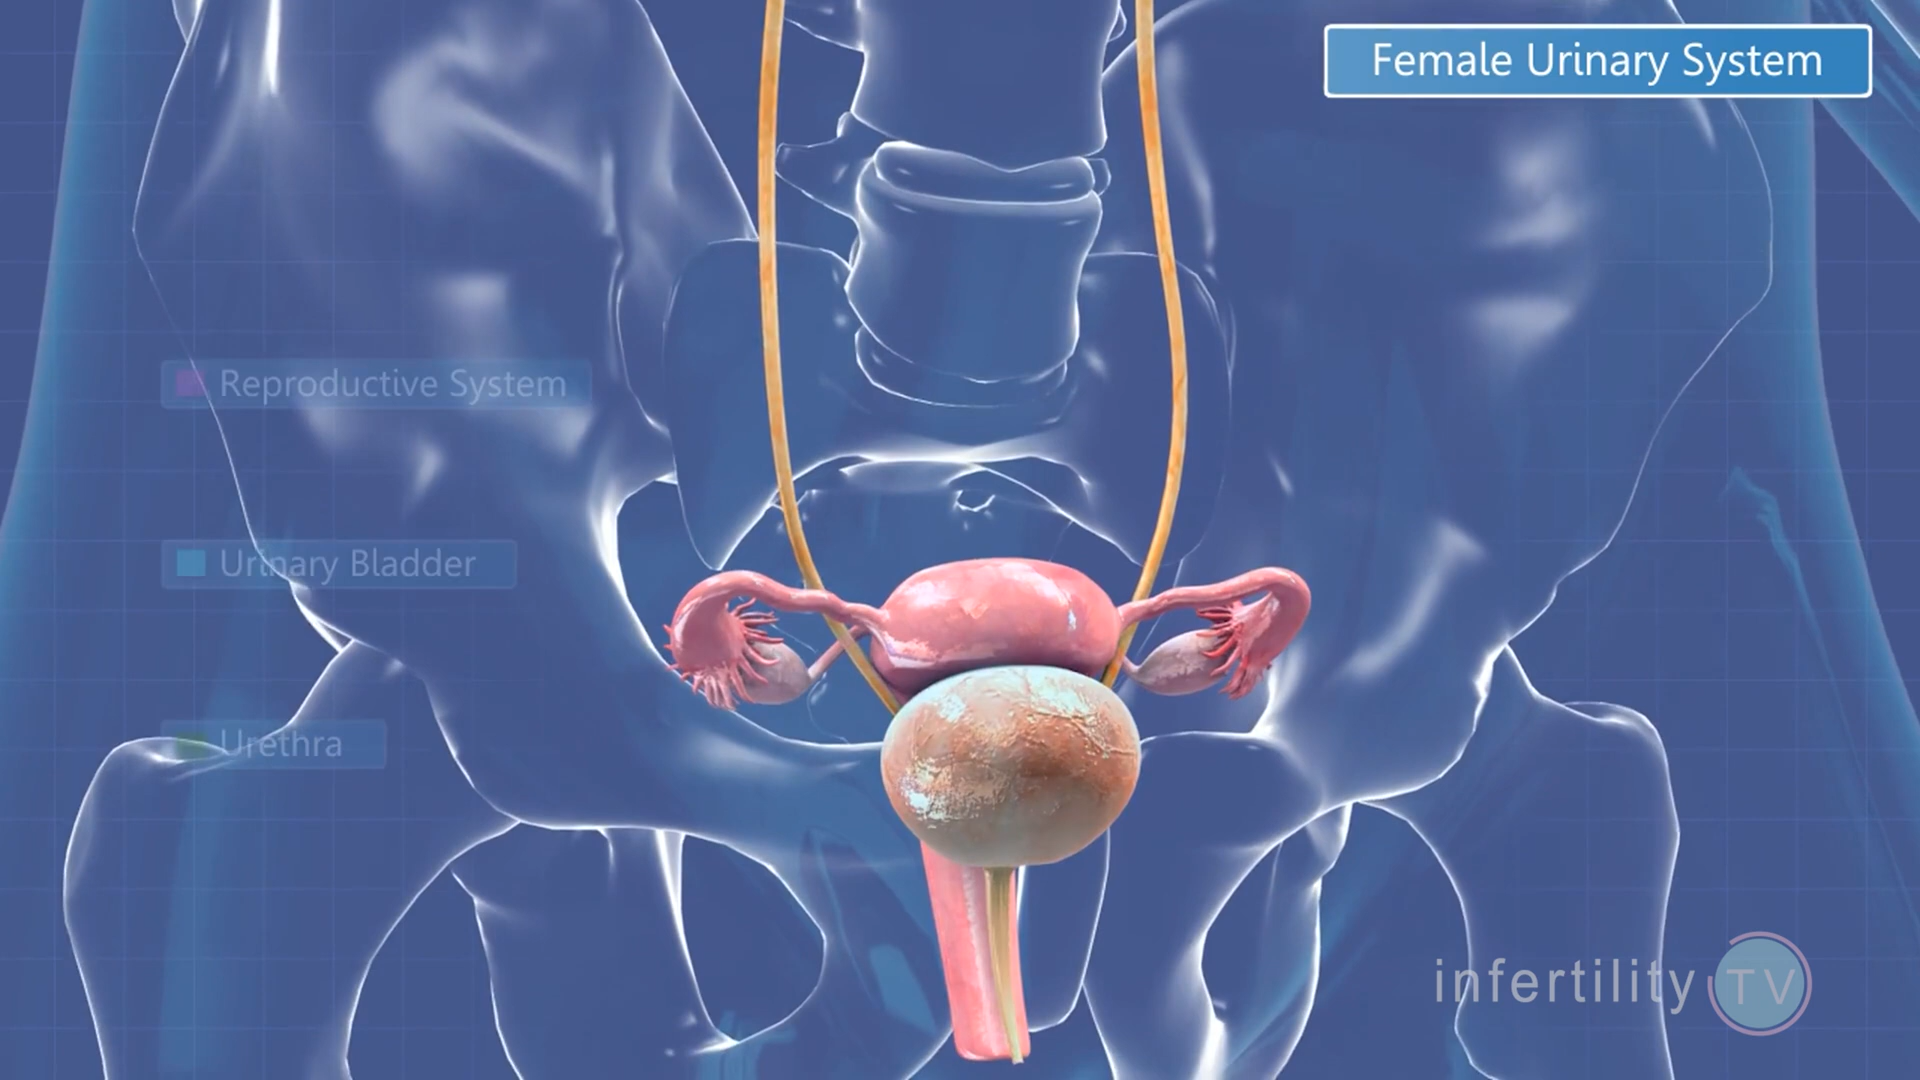 Female Urinary System
Reproductive System
Urinary Bladder
Urethra
infertility TV